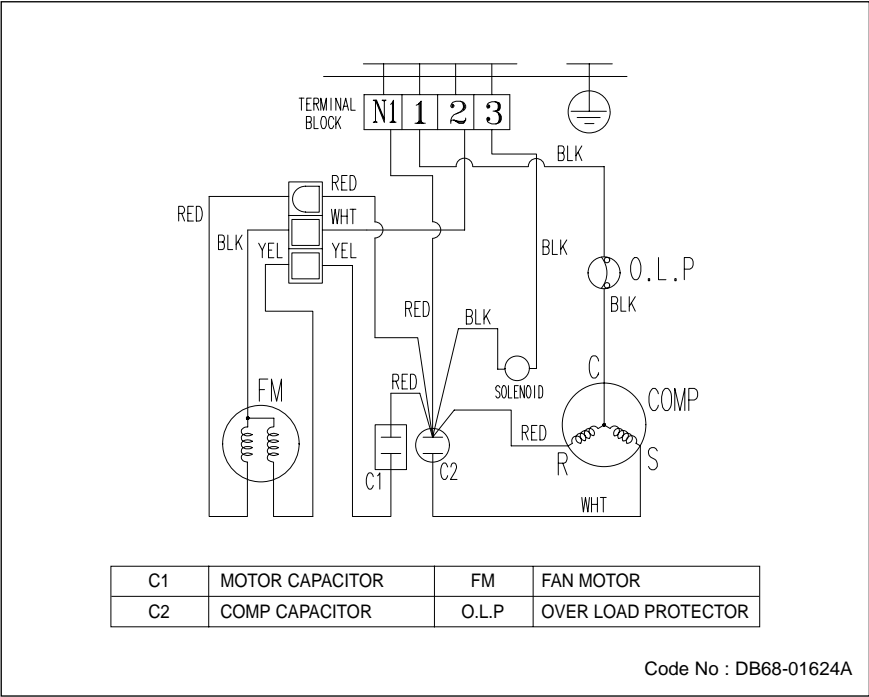 TERMINAL
BLOCK
N1 1 2 3
BLK
RED
WHT
RED
BLK
YEL YEL
BLK
O.L.P
BLK
RED
BLK
C
SOLENOID
COMP
FM
RED
RED
R S
C1 C2
WHT
C1 MOTOR CAPACITOR FM FAN MOTOR
C2 COMP CAPACITOR O.L.P OVER LOAD PROTECTOR
Code No : DB68-01624A